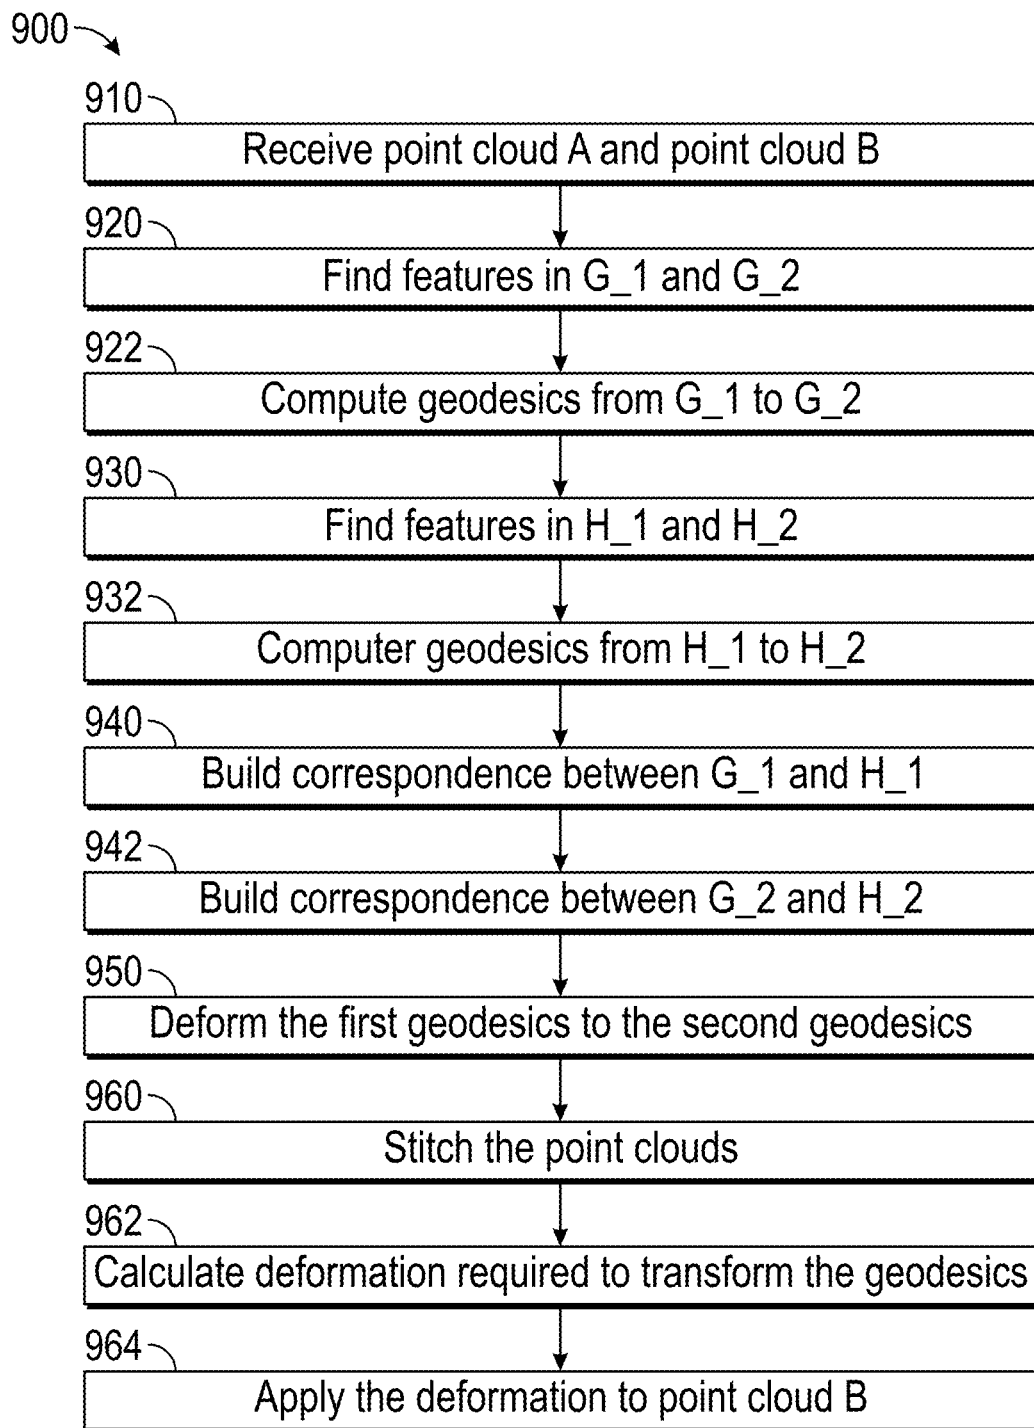 900
910
Receive point cloud A and point cloud B
920
Find features in G_1 and G_2
922
Compute geodesics from G_1 to G_2
930
Find features in H_1 and H_2
932
Computer geodesics from H_1 to H_2
940
Build correspondence between G_1 and H_1
942
Build correspondence between G_2 and H_2
950
Deform the first geodesics to the second geodesics
960
Stitch the point clouds
962
Calculate deformation required to transform the geodesics
964
Apply the deformation to point cloud B